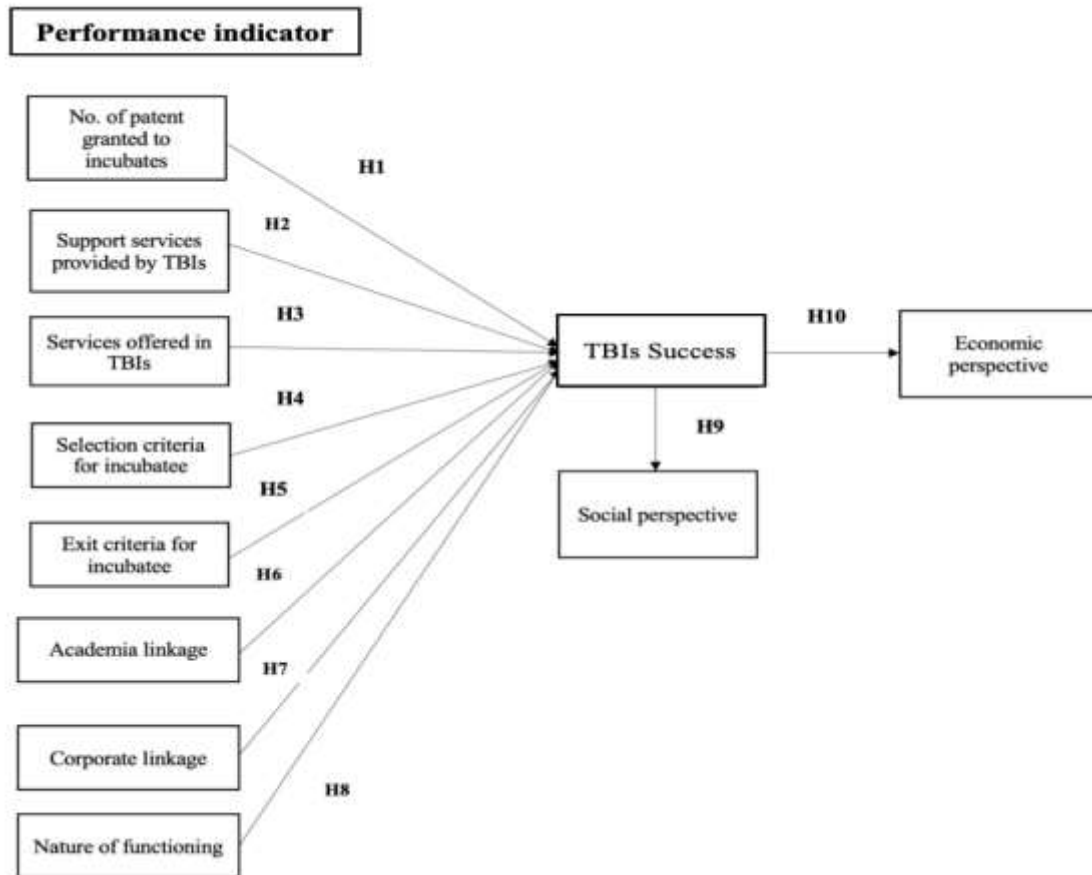 Performance indicator
No. of patent
granted to
incubates
H1
Support services
provided by TBIs
H2
Services offered in
TBIs
H3
TBIs Success
H10
Economic
perspective
Selection criteria
for incubatee
H4
H9
Social perspective
Exit criteria for
incubatee
H5
Academia linkage
H6
Corporate linkage
H7
Nature of functioning
H8